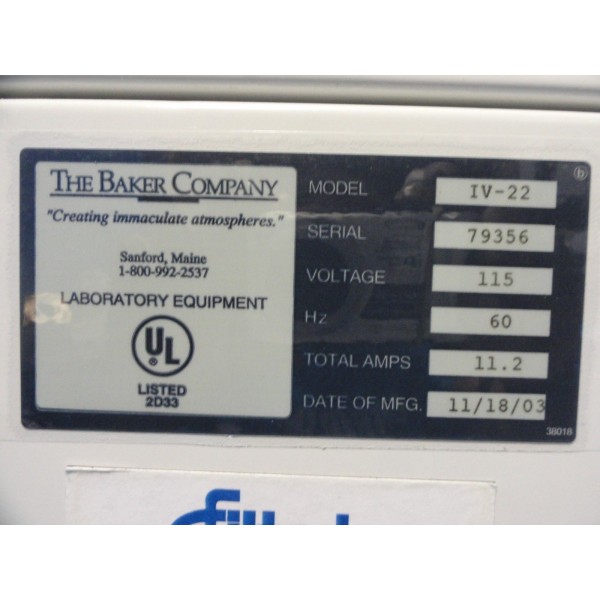 THE BAKER COMPANY
"Creating immaculate atmospheres."
Sanford, Maine
1-800-992-2537
LABORATORY EQUIPMENT
UL
LISTED
2D33
MODEL IV-22
SERIAL 79356
VOLTAGE 115
Hz 60
TOTAL AMPS 11.2
DATE OF MFG. 11/18/03
38018